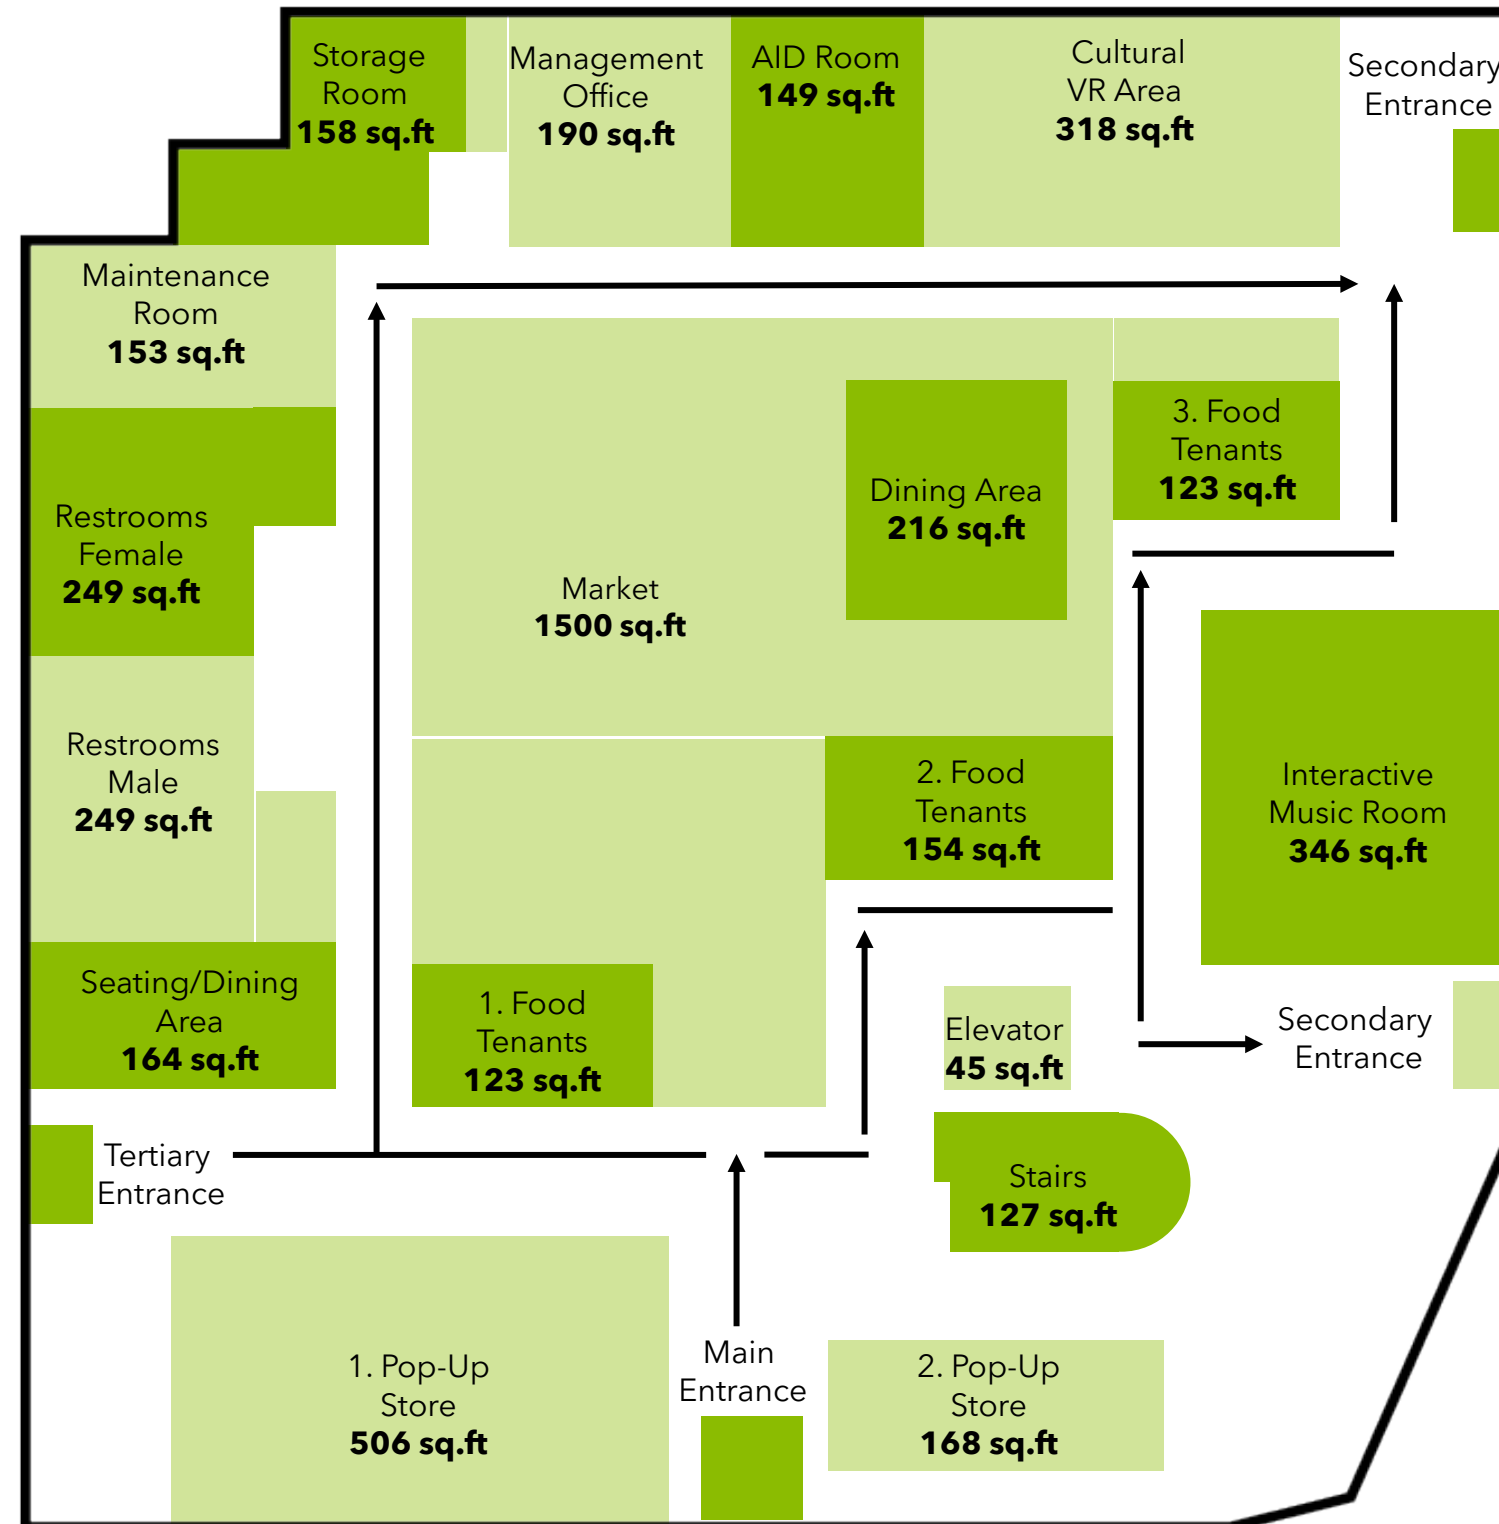 Storage
Room
158 sq.ft
Management
Office
190 sq.ft
AID Room
149 sq.ft
Cultural
VR Area
318 sq.ft
Secondary
Entrance
Maintenance
Room
153 sq.ft
3. Food
Tenants
123 sq.ft
Dining Area
216 sq.ft
Restrooms
Female
249 sq.ft
Market
1500 sq.ft
Restrooms
Male
249 sq.ft
2. Food
Tenants
154 sq.ft
Interactive
Music Room
346 sq.ft
Seating/Dining
Area
164 sq.ft
1. Food
Tenants
123 sq.ft
Elevator
45 sq.ft
Secondary
Entrance
Tertiary
Entrance
Stairs
127 sq.ft
1. Pop-Up
Store
506 sq.ft
Main
Entrance
2. Pop-Up
Store
168 sq.ft